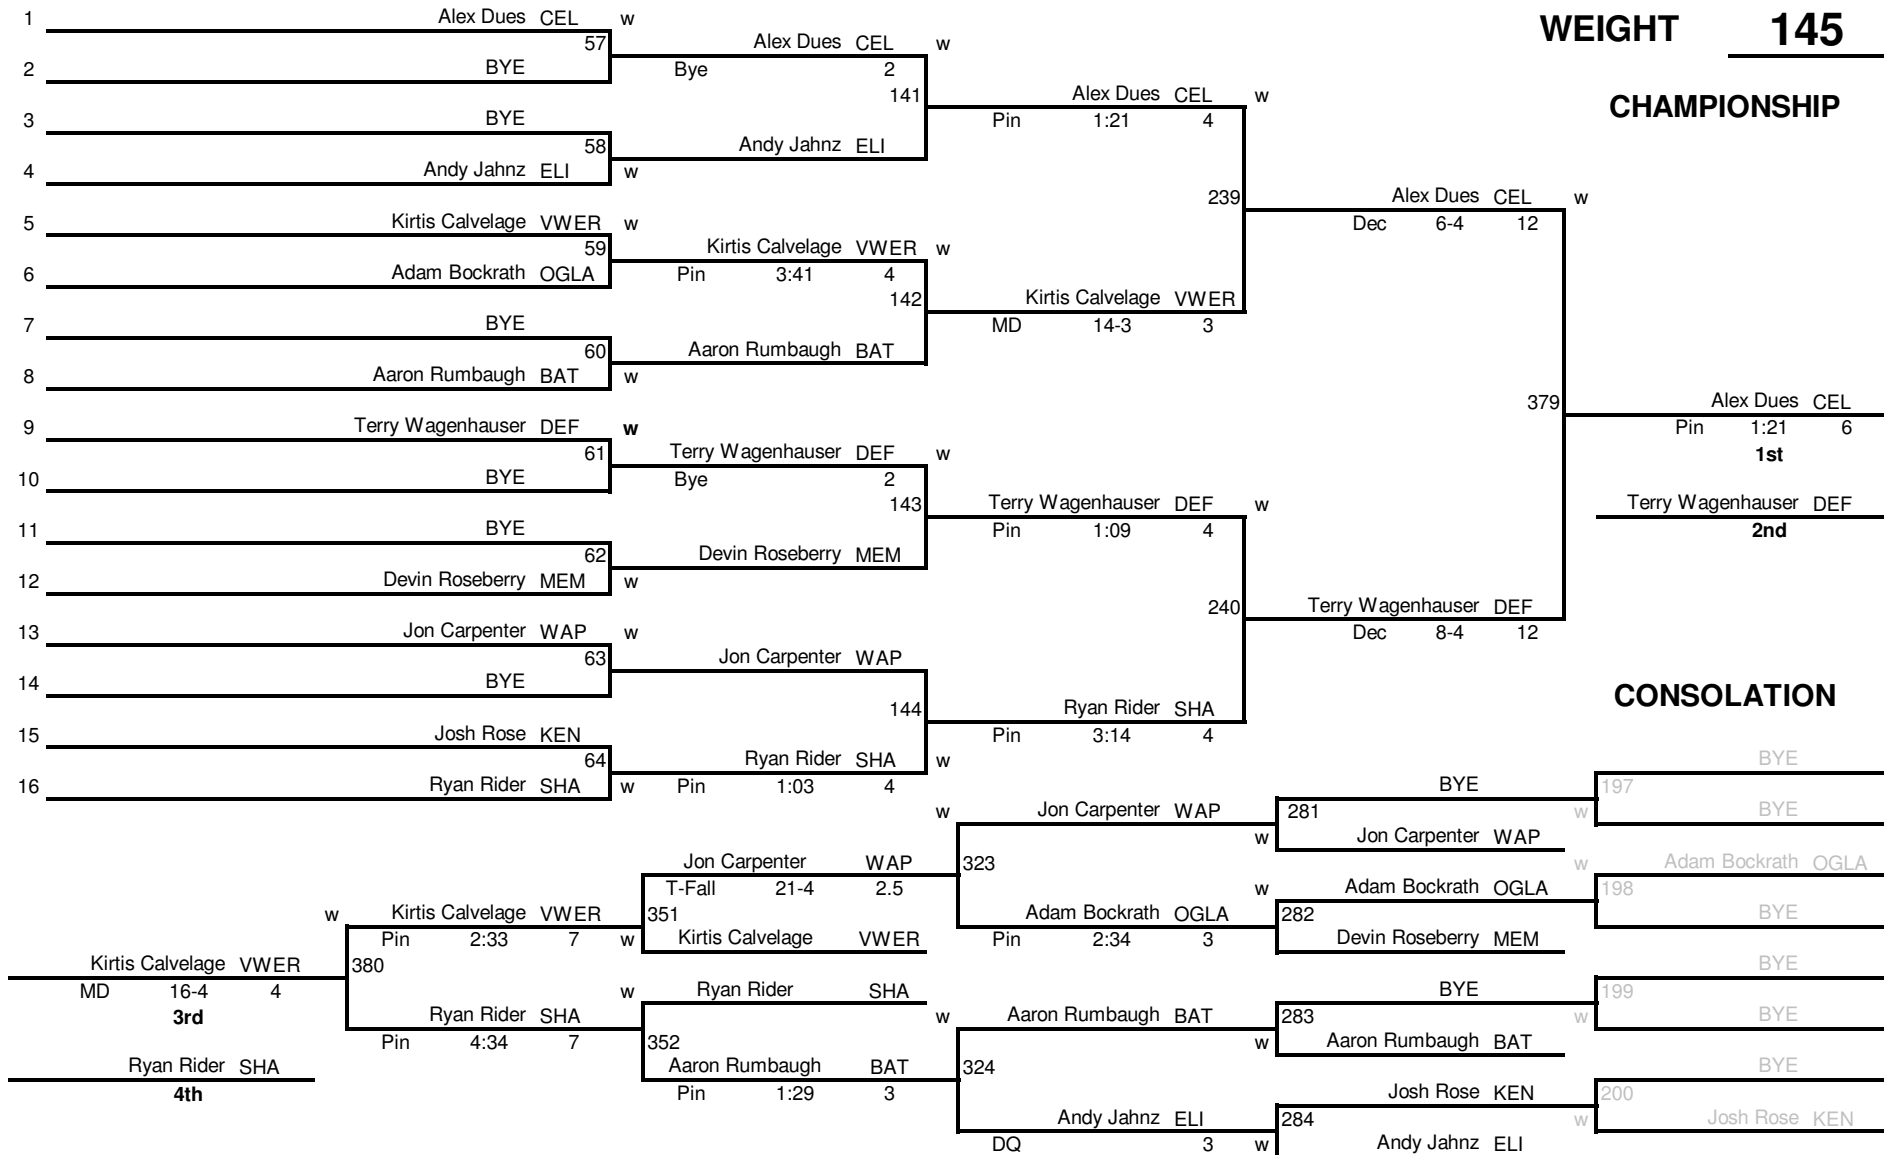 1 Alex Dues CEL w
WEIGHT 145
57 Alex Dues CEL w
2 BYE Bye 2
141 Alex Dues CEL w
CHAMPIONSHIP
3 BYE Pin 1:21 4
58 Andy Jahnz ELI
4 Andy Jahnz ELI w
239 Alex Dues CEL w
5 Kirtis Calvelage VWER w Dec 6-4 12
59 Kirtis Calvelage VWER w
6 Adam Bockrath OGLA Pin 3:41 4
142 Kirtis Calvelage VWER
7 BYE MD 14-3 3
60 Aaron Rumbaugh BAT
8 Aaron Rumbaugh BAT w
379 Alex Dues CEL
9 Terry Wagenhauser DEF w Pin 1:21 6
61 Terry Wagenhauser DEF w 1st
10 BYE Bye 2
143 Terry Wagenhauser DEF w Terry Wagenhauser DEF
11 BYE Pin 1:09 4 2nd
62 Devin Roseberry MEM
12 Devin Roseberry MEM w
240 Terry Wagenhauser DEF
13 Jon Carpenter WAP w Dec 8-4 12
63 Jon Carpenter WAP
14 BYE
CONSOLATION
144 Ryan Rider SHA
15 Josh Rose KEN Pin 3:14 4
64 Ryan Rider SHA w BYE
16 Ryan Rider SHA w Pin 1:03 4 BYE 197
w Jon Carpenter WAP 281 w BYE
w Jon Carpenter WAP
Jon Carpenter WAP 323 w Adam Bockrath OGLA
T-Fall 21-4 2.5 w Adam Bockrath OGLA 198
w Kirtis Calvelage VWER 351 Adam Bockrath OGLA 282 BYE
Pin 2:33 7 w Kirtis Calvelage VWER Pin 2:34 3 Devin Roseberry MEM
Kirtis Calvelage VWER 380 BYE
MD 16-4 4 w Ryan Rider SHA BYE 199
3rd Ryan Rider SHA w Aaron Rumbaugh BAT 283 w BYE
Pin 4:34 7 352 w Aaron Rumbaugh BAT
Ryan Rider SHA Aaron Rumbaugh BAT 324 BYE
4th Pin 1:29 3 Josh Rose KEN 200
Andy Jahnz ELI 284 w Josh Rose KEN
DQ 3 w Andy Jahnz ELI